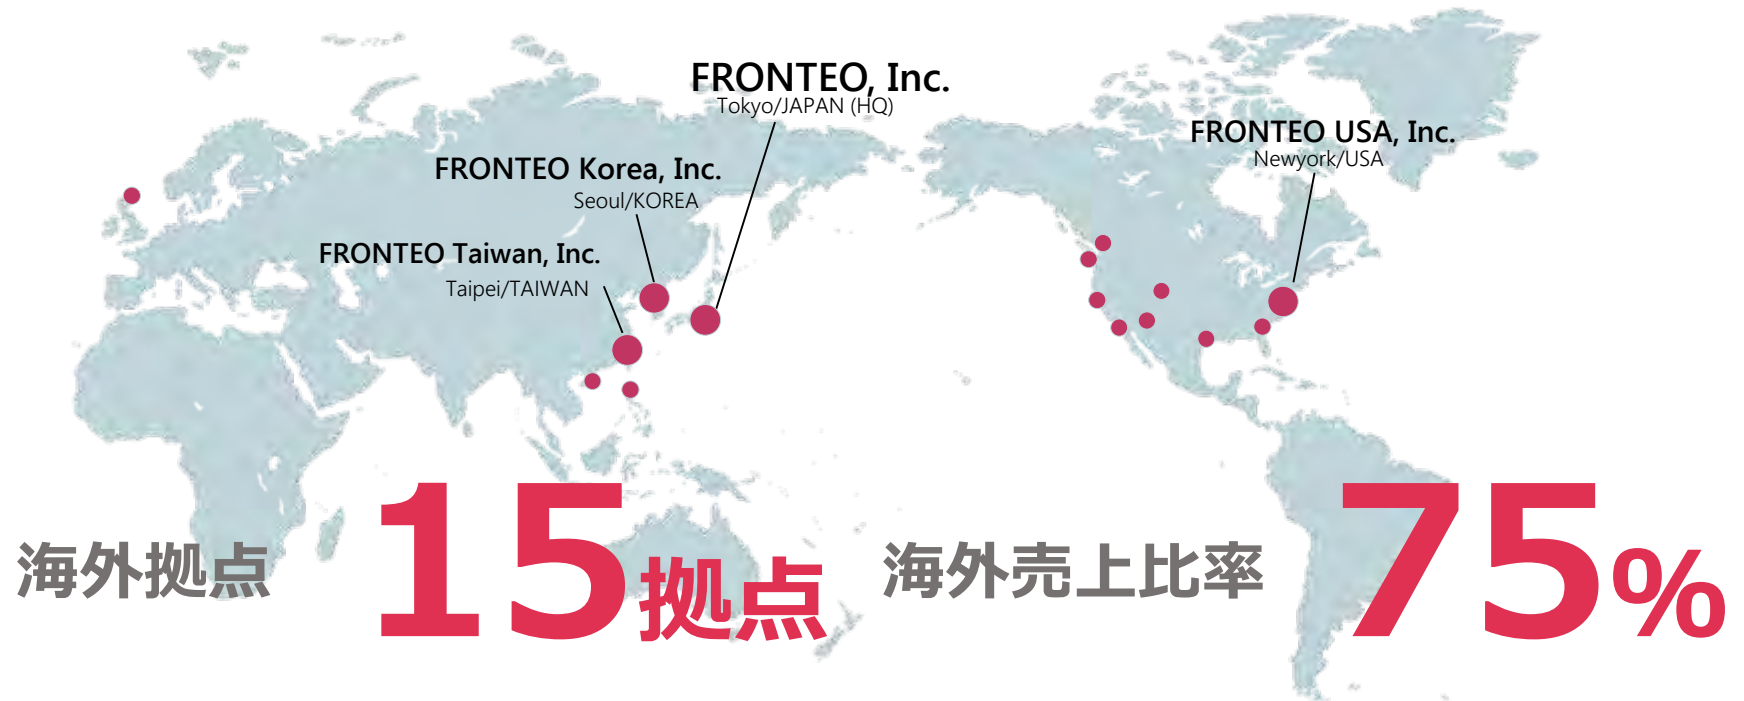 FRONTEO, Inc.
Tokyo/JAPAN (HQ)
FRONTEO USA, Inc.
Newyork/USA
FRONTEO Korea, Inc.
Seoul/KOREA
FRONTEO Taiwan, Inc.
Taipei/TAIWAN
海外拠点 15拠点
海外売上比率 75%